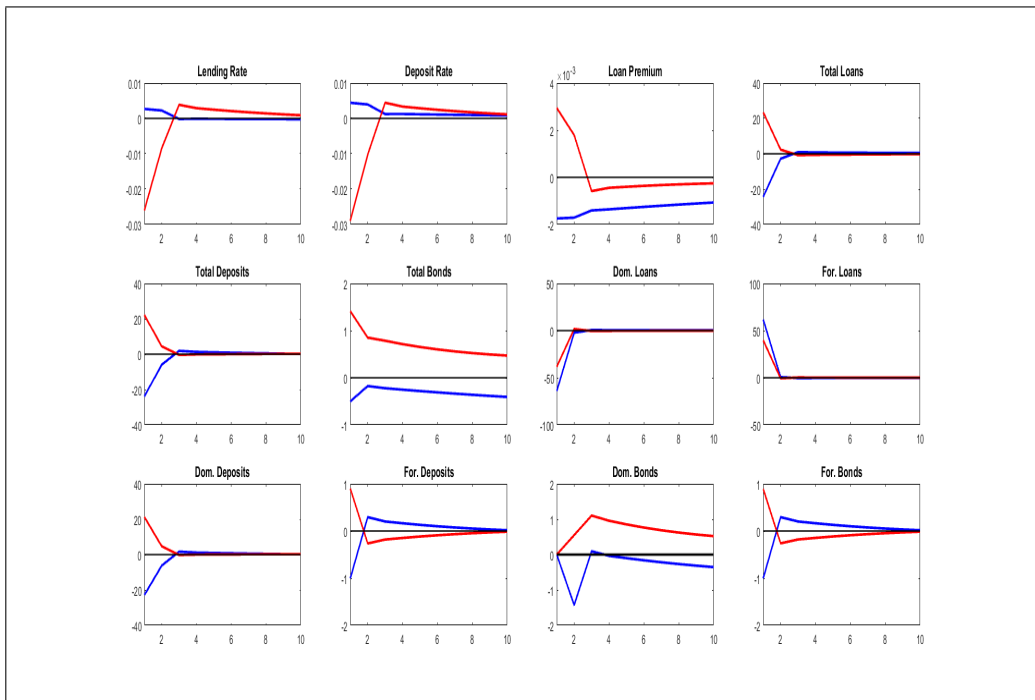 Lending Rate
0.01
0
-0.01
-0.02
-0.03
2 4 6 8 10
Deposit Rate
0.01
0
-0.01
-0.02
-0.03
2 4 6 8 10
Loan Premium
× 10⁻³
4
2
0
-2
2 4 6 8 10
Total Loans
40
20
0
-20
-40
2 4 6 8 10
Total Deposits
40
20
0
-20
-40
2 4 6 8 10
Total Bonds
2
1
0
-1
2 4 6 8 10
Dom. Loans
50
0
-50
-100
2 4 6 8 10
For. Loans
100
50
0
-50
2 4 6 8 10
Dom. Deposits
40
20
0
-20
-40
2 4 6 8 10
For. Deposits
1
0
-1
-2
2 4 6 8 10
Dom. Bonds
2
1
0
-1
-2
2 4 6 8 10
For. Bonds
1
0
-1
-2
2 4 6 8 10